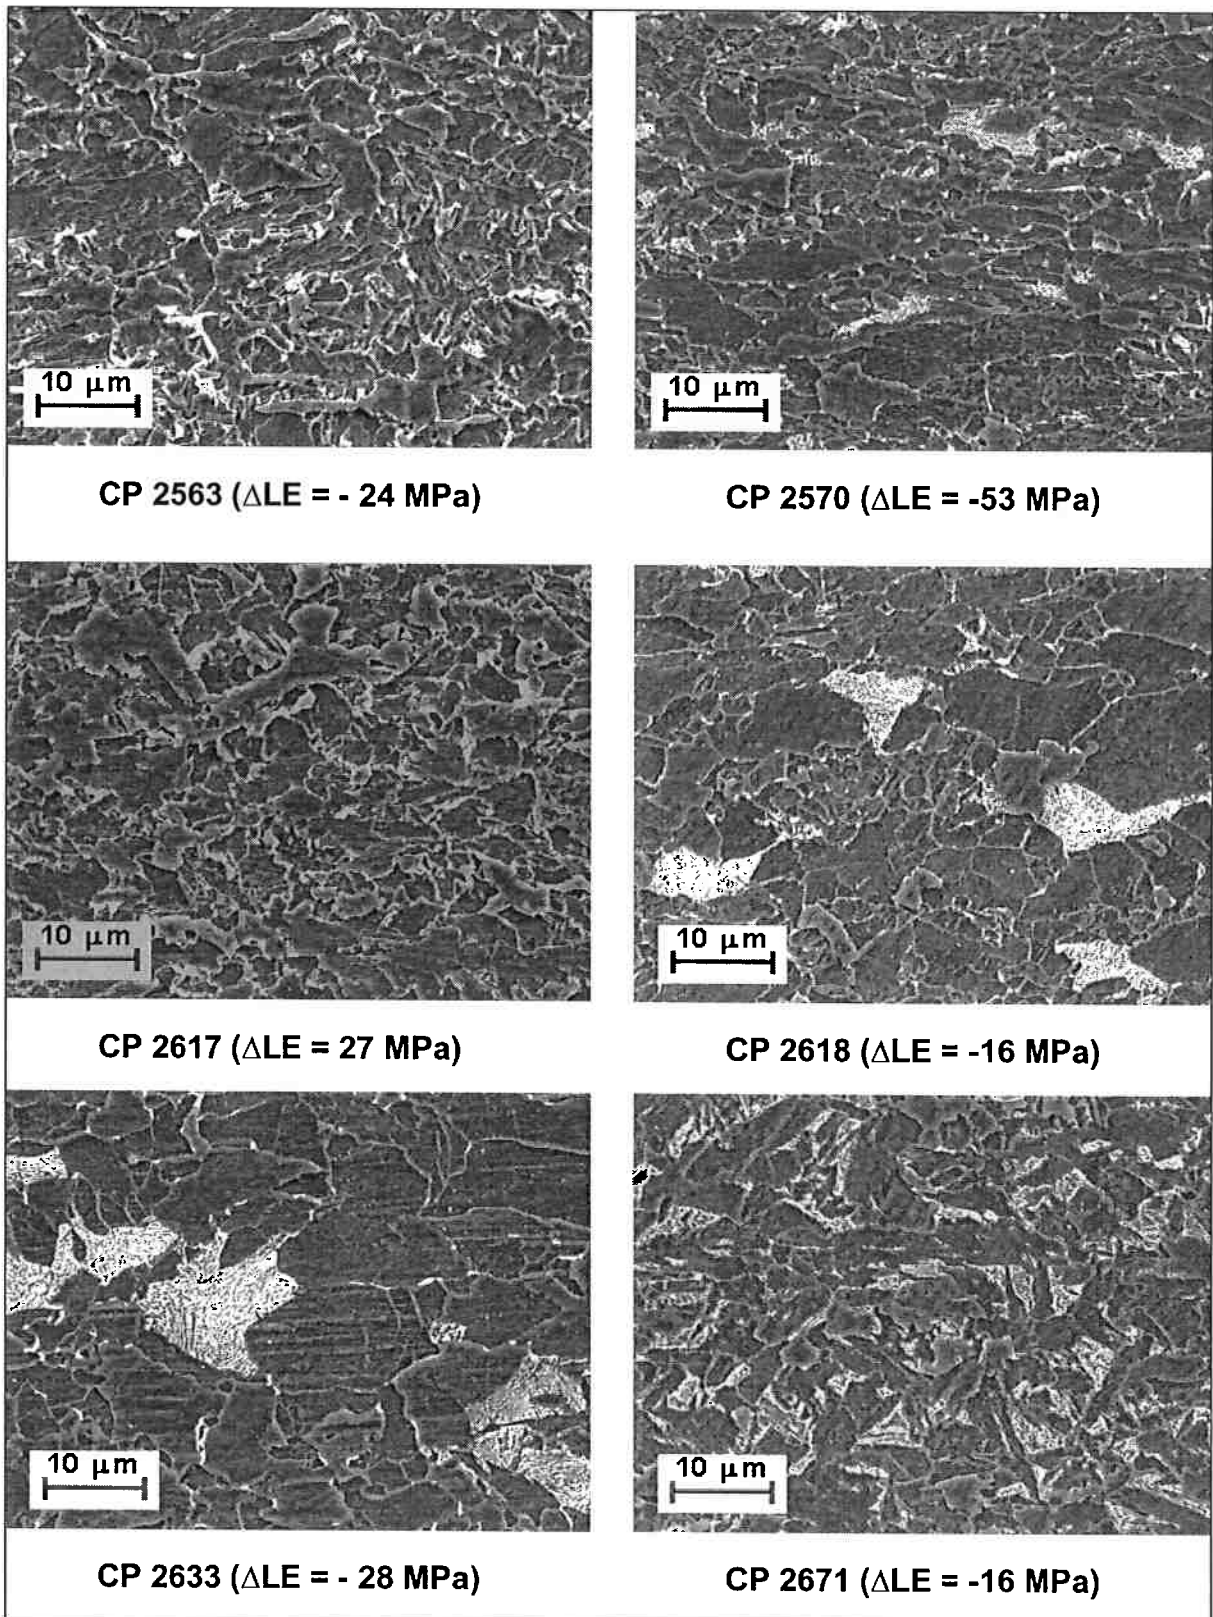 10 μm
10 μm
CP 2563 (ΔLE = - 24 MPa)
CP 2570 (ΔLE = -53 MPa)
10 μm
10 μm
CP 2617 (ΔLE = 27 MPa)
CP 2618 (ΔLE = -16 MPa)
10 μm
10 μm
CP 2633 (ΔLE = - 28 MPa)
CP 2671 (ΔLE = -16 MPa)